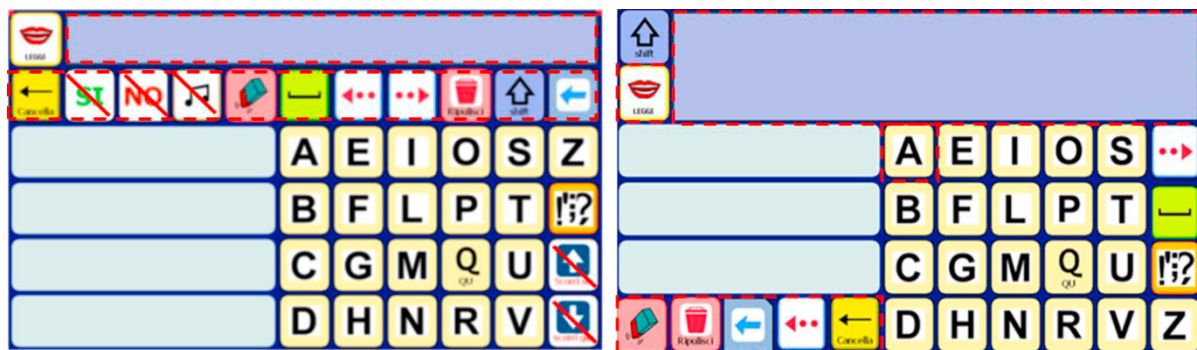 LEGGI
Cancella SI NO Ripulisci shift
A E I O S Z
B F L P T !';?
C G M Q U
QU
D H N R V
shift
LEGGI
A E I O S
B F L P T
C G M Q U !';?
QU
Ripulisci Cancella D H N R V Z